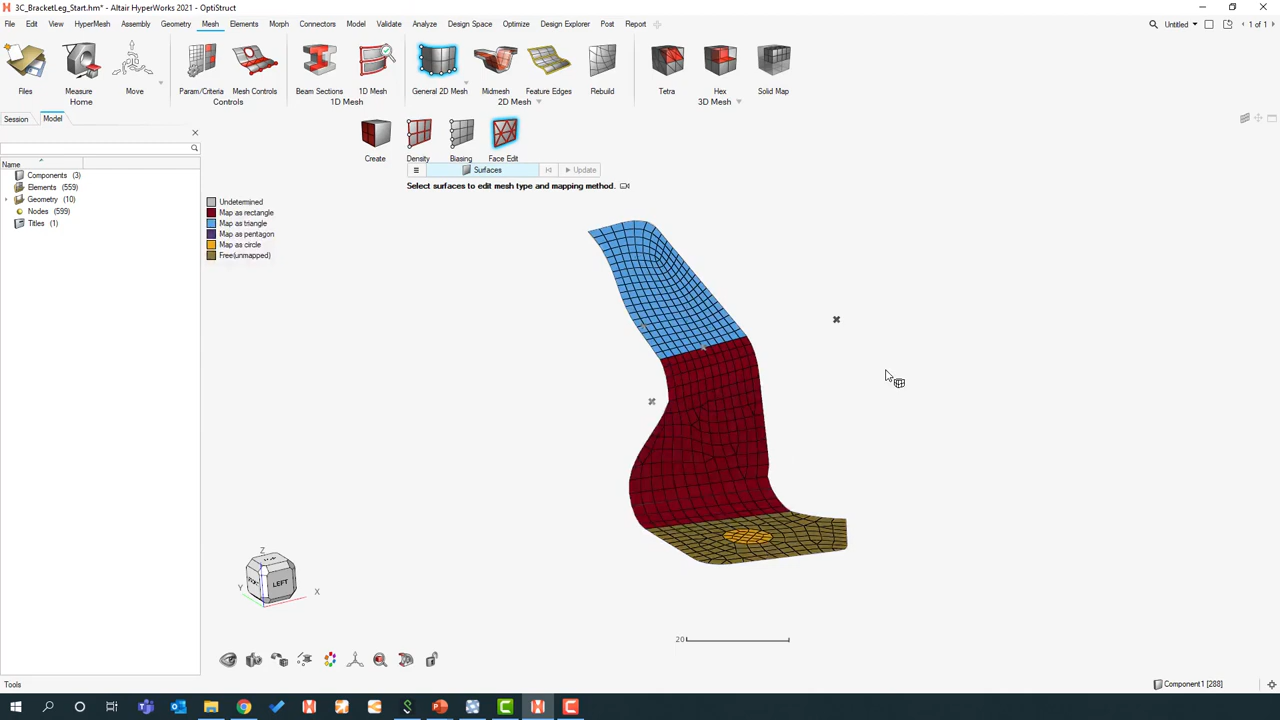 3C_BracketLeg_Start.hm* - Altair HyperWorks 2021 - OptiStruct
File Edit View HyperMesh Assembly Geometry Mesh Elements Morph Connectors Model Validate Analyze Design Space Optimize Design Explorer Post Report Untitled 1 of 1
Files Measure Move Param/Criteria Mesh Controls Beam Sections 1D Mesh General 2D Mesh Midmesh Feature Edges Rebuild Tetra Hex Solid Map
Home Controls 1D Mesh 2D Mesh 3D Mesh
Session Model
Create Density Biasing Face Edit
Name
Surfaces Update
Components (3)
Select surfaces to edit mesh type and mapping method.
Elements (559)
Geometry (10)
Nodes (599)
Titles (1)
Undetermined
Map as rectangle
Map as triangle
Map as pentagon
Map as circle
Free(unmapped)
Z
LEFT
Y
X
20
Tools
Component1 [288]